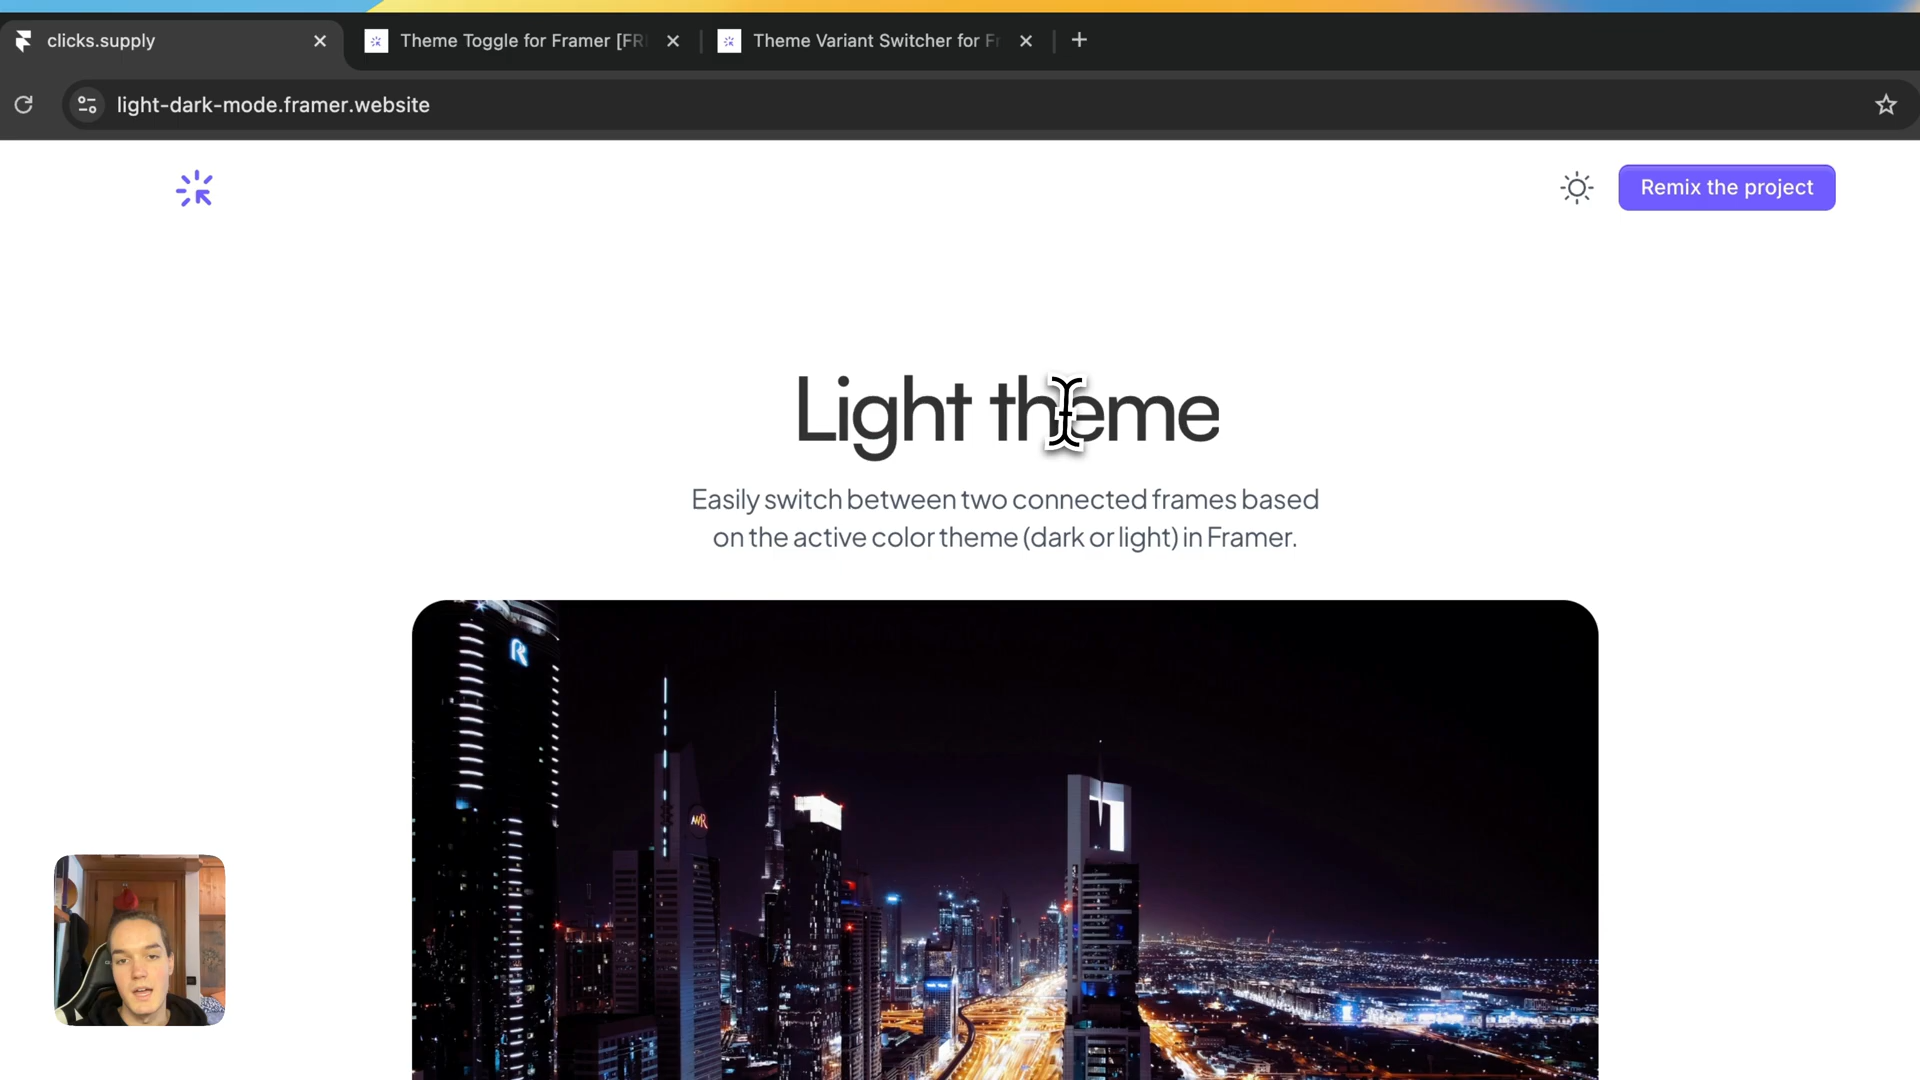 clicks.supply
Theme Toggle for Framer [FR
Theme Variant Switcher for Fr
light-dark-mode.framer.website
Remix the project
Light theme
Easily switch between two connected frames based
on the active color theme (dark or light) in Framer.
R